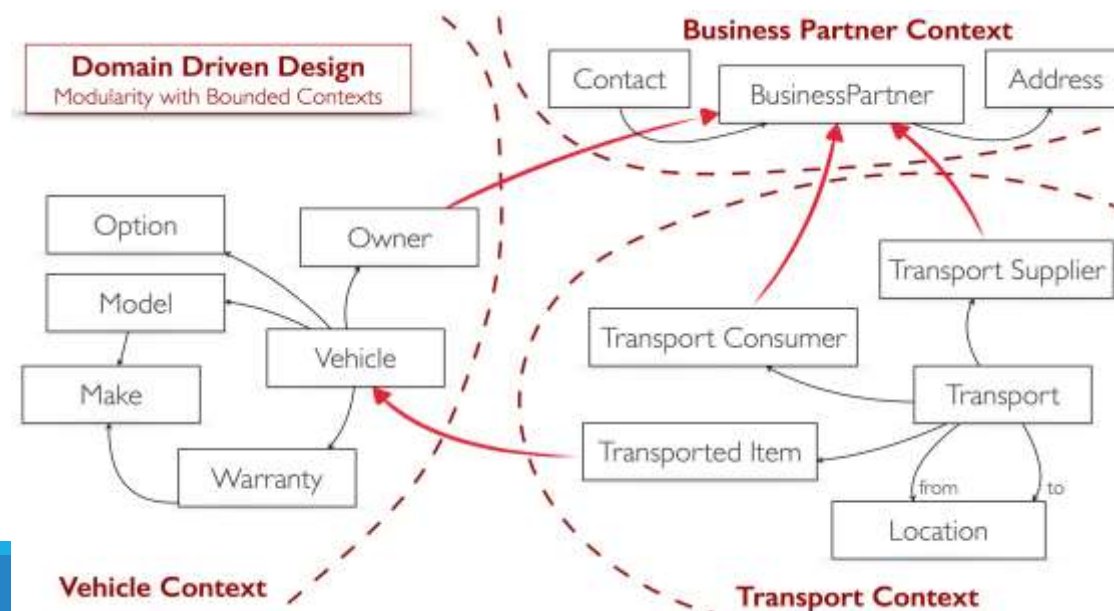 Domain Driven Design
Modularity with Bounded Contexts
Business Partner Context
Contact
BusinessPartner
Address
Option
Owner
Model
Vehicle
Make
Warranty
Vehicle Context
Transport Supplier
Transport Consumer
Transport
Transported Item
from
to
Location
Transport Context